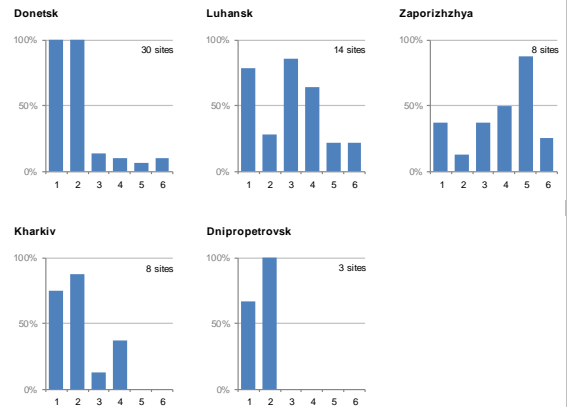 Donetsk
Luhansk
Zaporizhzhya
100%
30 sites
50%
0%
1 2 3 4 5 6
100%
14 sites
50%
0%
1 2 3 4 5 6
100%
8 sites
50%
0%
1 2 3 4 5 6
Kharkiv
Dnipropetrovsk
100%
8 sites
50%
0%
1 2 3 4 5 6
100%
3 sites
50%
0%
1 2 3 4 5 6